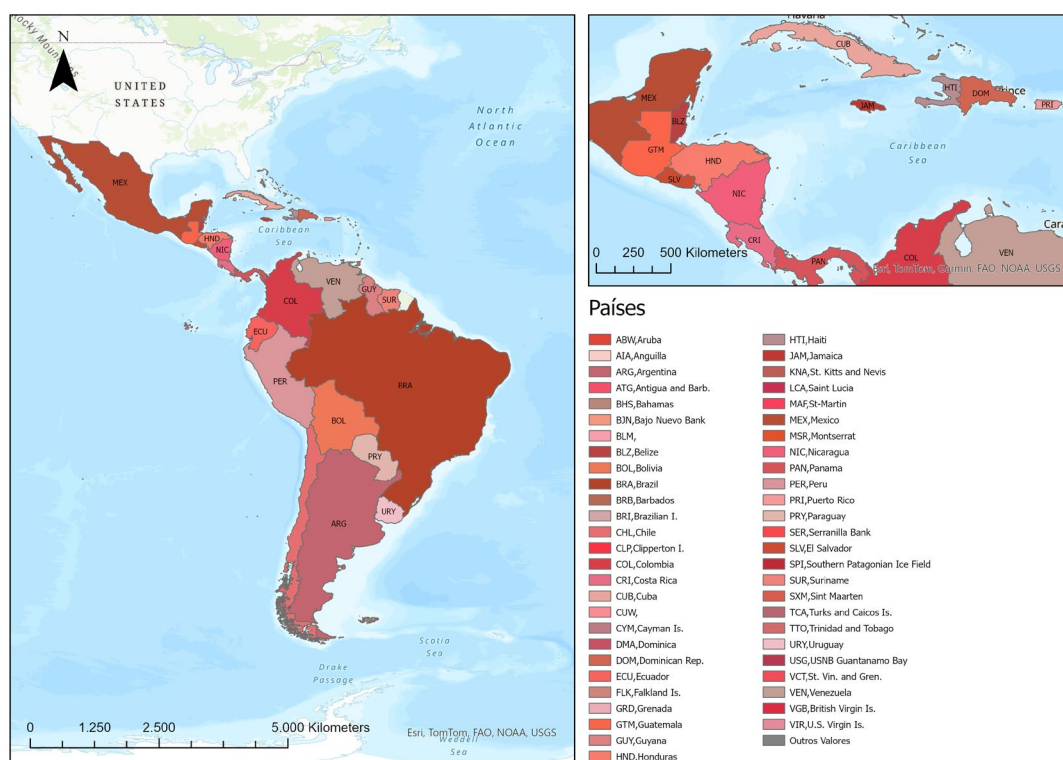 Rocky Mountains
N
UNITED
STATES
North
Atlantic
Ocean
MEX
Caribbean
Sea
HND
NIC
VEN
GUY
SUR
COL
ECU
PER
BRA
BOL
PRY
ARG
URY
Scotia
Sea
Drake
Passage
Weddell
Sea
0 1.250 2.500 5.000 Kilometers
Esri, TomTom, FAO, NOAA, USGS
Havana
CUB
MEX
HTI
DOM
JAM
PRI
BLZ
GTM
HND
SLV
Caribbean
Sea
NIC
CRI
PAN
COL
VEN
0 250 500 Kilometers
Esri, TomTom, Garmin, FAO, NOAA, USGS
Países
ABW,Aruba
AIA,Anguilla
ARG,Argentina
ATG,Antigua and Barb.
BHS,Bahamas
BJN,Bajo Nuevo Bank
BLM,
BLZ,Belize
BOL,Bolivia
BRA,Brazil
BRB,Barbados
BRI,Brazilian I.
CHL,Chile
CLP,Clipperton I.
COL,Colombia
CRI,Costa Rica
CUB,Cuba
CUW,
CYM,Cayman Is.
DMA,Dominica
DOM,Dominican Rep.
ECU,Ecuador
FLK,Falkland Is.
GRD,Grenada
GTM,Guatemala
GUY,Guyana
HND,Honduras
HTI,Haiti
JAM,Jamaica
KNA,St. Kitts and Nevis
LCA,Saint Lucia
MAF,St-Martin
MEX,Mexico
MSR,Montserrat
NIC,Nicaragua
PAN,Panama
PER,Peru
PRI,Puerto Rico
PRY,Paraguay
SER,Serranilla Bank
SLV,El Salvador
SPI,Southern Patagonian Ice Field
SUR,Suriname
SXM,Sint Maarten
TCA,Turks and Caicos Is.
TTO,Trinidad and Tobago
URY,Uruguay
USG,USNB Guantanamo Bay
VCT,St. Vin. and Gren.
VEN,Venezuela
VGB,British Virgin Is.
VIR,U.S. Virgin Is.
Outros Valores